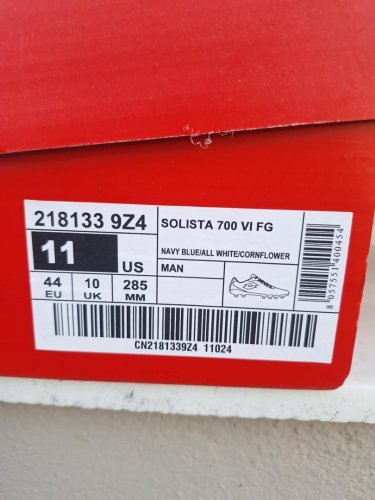 218133 9Z4
SOLISTA 700 VI FG
11 US
NAVY BLUE/ALL WHITE/CORNFLOWER
MAN
44 10 285
EU UK MM
8057551400454
CN2181339Z4 11024